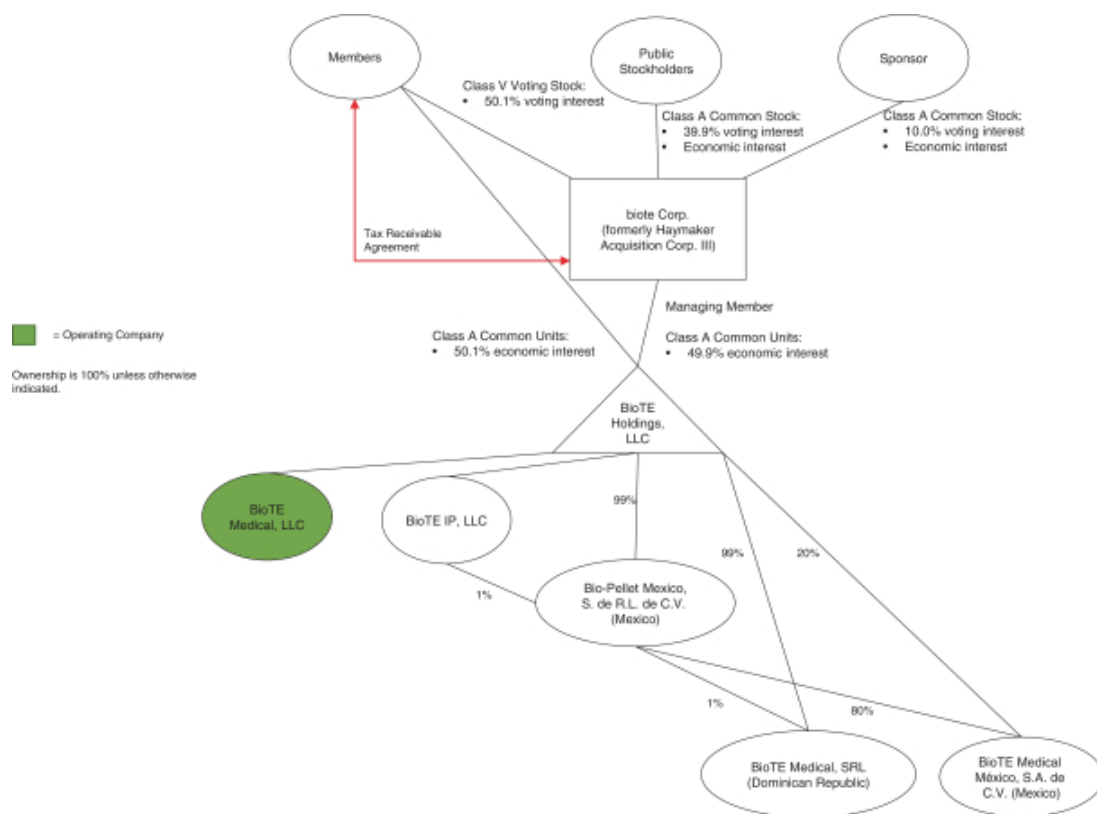 Members
Public
Stockholders
Sponsor
Class V Voting Stock:
• 50.1% voting interest
Class A Common Stock:
• 39.9% voting interest
• Economic interest
Class A Common Stock:
• 10.0% voting interest
• Economic interest
biote Corp.
(formerly Haymaker
Acquisition Corp. III)
Tax Receivable
Agreement
Managing Member
= Operating Company
Class A Common Units:
• 50.1% economic interest
Class A Common Units:
• 49.9% economic interest
Ownership is 100% unless otherwise
indicated.
BioTE
Holdings,
LLC
BioTE
Medical, LLC
BioTE IP, LLC
99%
99%
20%
1%
Bio-Pellet Mexico,
S. de R.L. de C.V.
(Mexico)
1%
80%
BioTE Medical, SRL
(Dominican Republic)
BioTE Medical
México, S.A. de
C.V. (Mexico)